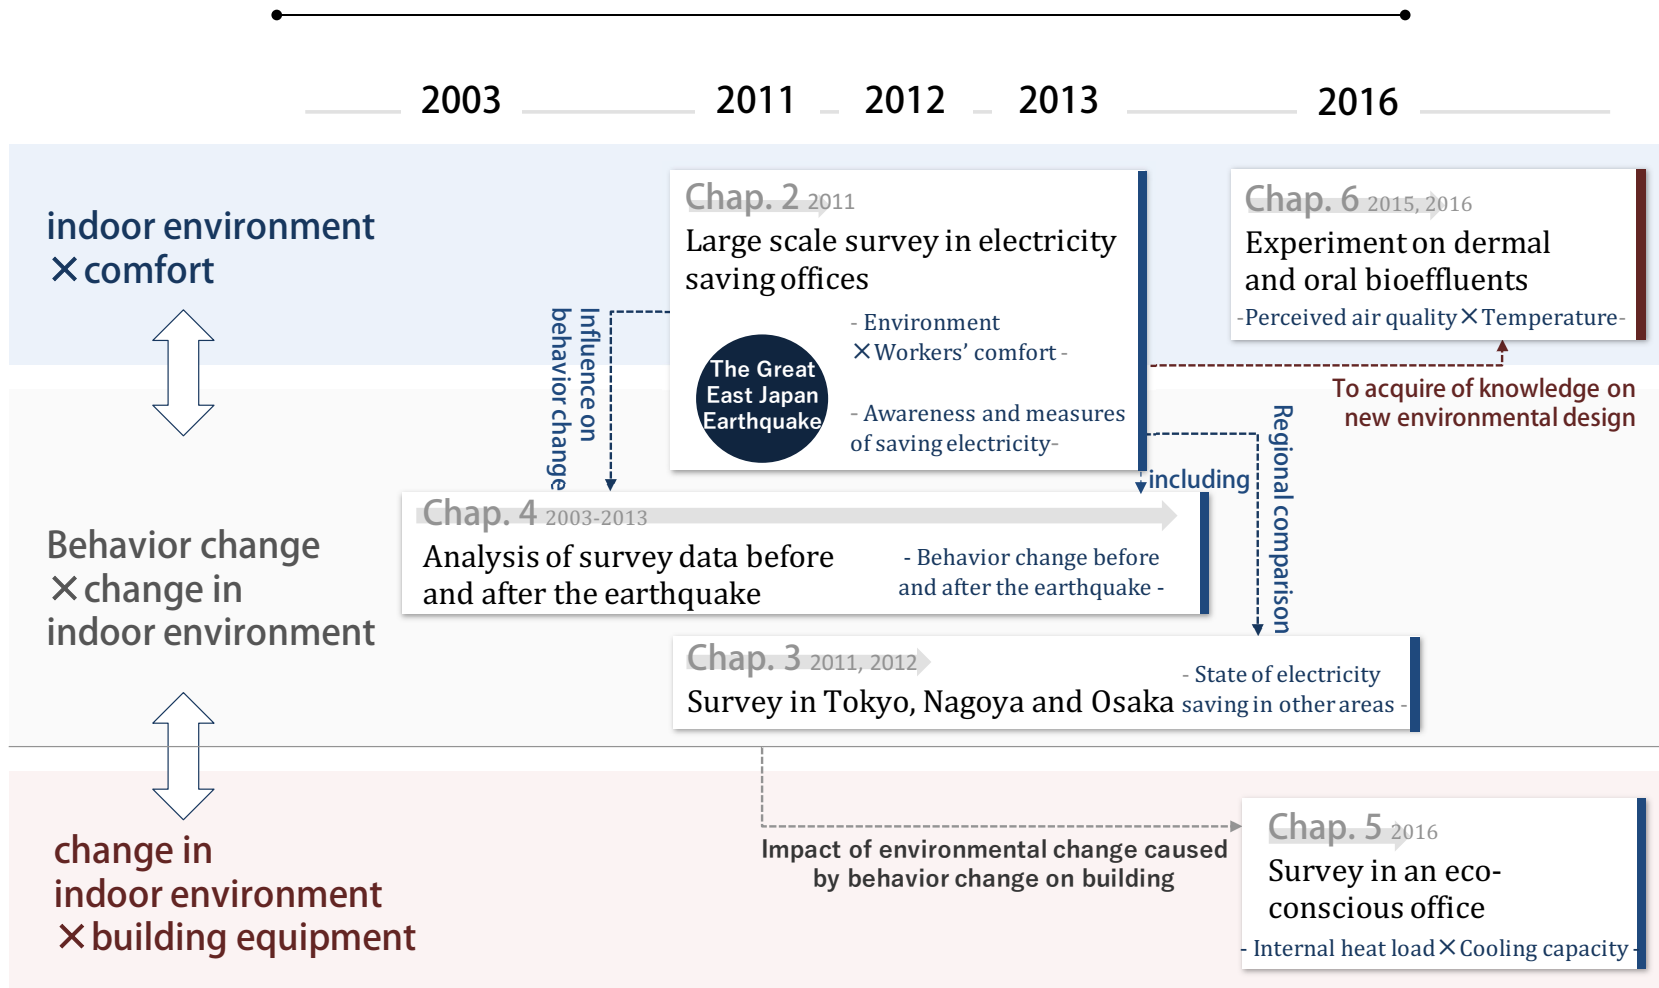 2003 2011 2012 2013 2016
indoor environment
×comfort
Chap. 2 2011
Large scale survey in electricity
saving offices
- Environment
×Workers' comfort -
The Great
East Japan
Earthquake
- Awareness and measures
of saving electricity-
Chap. 6 2015, 2016
Experiment on dermal
and oral bioeffluents
-Perceived air quality×Temperature-
Influence on
behavior change
To acquire of knowledge on
new environmental design
including
Regional comparison
Behavior change
×change in
indoor environment
Chap. 4 2003-2013
Analysis of survey data before
and after the earthquake
- Behavior change before
and after the earthquake -
Chap. 3 2011, 2012
Survey in Tokyo, Nagoya and Osaka
- State of electricity
saving in other areas -
change in
indoor environment
×building equipment
Impact of environmental change caused
by behavior change on building
Chap. 5 2016
Survey in an eco-
conscious office
- Internal heat load×Cooling capacity -